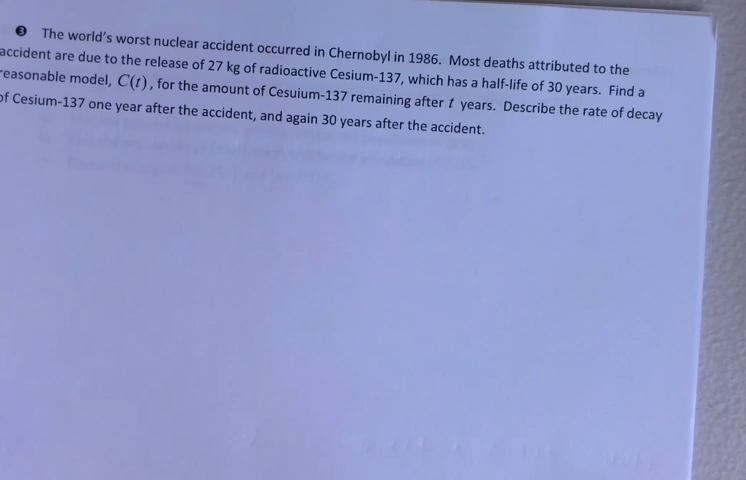 ❸ The world's worst nuclear accident occurred in Chernobyl in 1986. Most deaths attributed to the
accident are due to the release of 27 kg of radioactive Cesium-137, which has a half-life of 30 years. Find a
reasonable model, C(t), for the amount of Cesuium-137 remaining after t years. Describe the rate of decay
of Cesium-137 one year after the accident, and again 30 years after the accident.